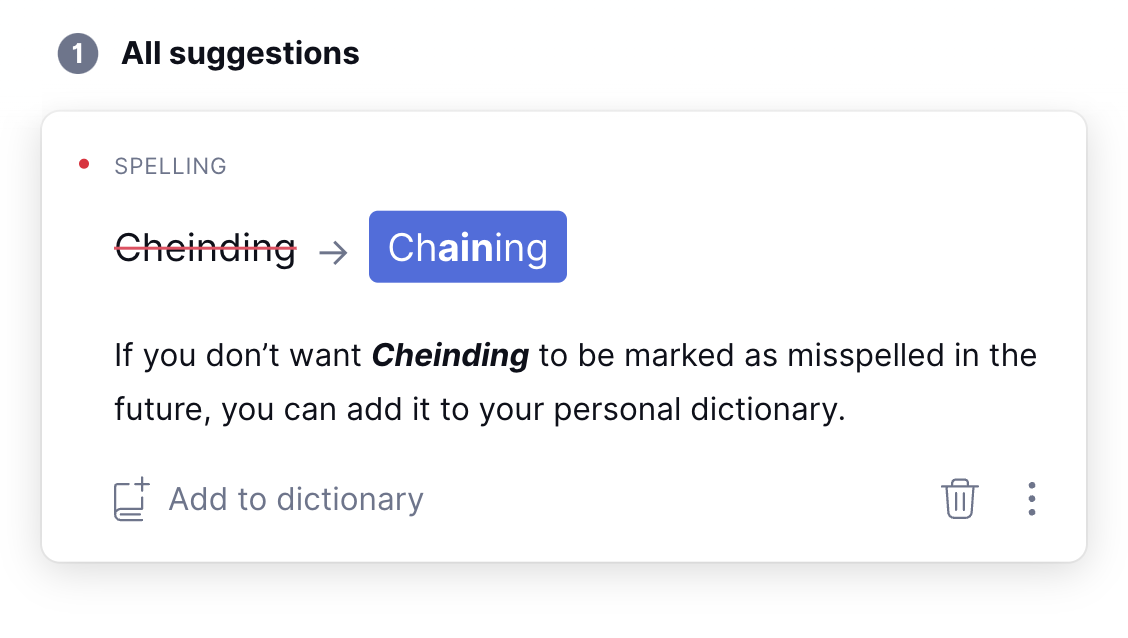 1 All suggestions
SPELLING
Cheinding → Chaining
If you don’t want Cheinding to be marked as misspelled in the
future, you can add it to your personal dictionary.
Add to dictionary